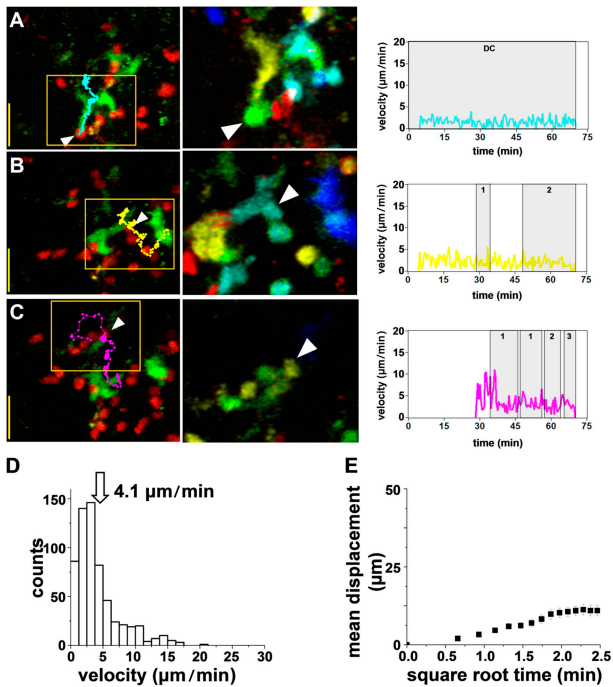 A
DC
velocity (µm/min)
20
15
10
5
0
0 15 30 45 60 75
time (min)
B
1 2
velocity (µm/min)
20
15
10
5
0
0 15 30 45 60 75
time (min)
C
1 1 2 3
velocity (µm/min)
20
15
10
5
0
0 15 30 45 60 75
time (min)
D
4.1 µm/min
counts
150
100
50
0
0 5 10 15 20 25 30
velocity (µm/min)
E
mean displacement
(µm)
50
25
0
0 0.5 1.0 1.5 2.0 2.5
square root time (min)